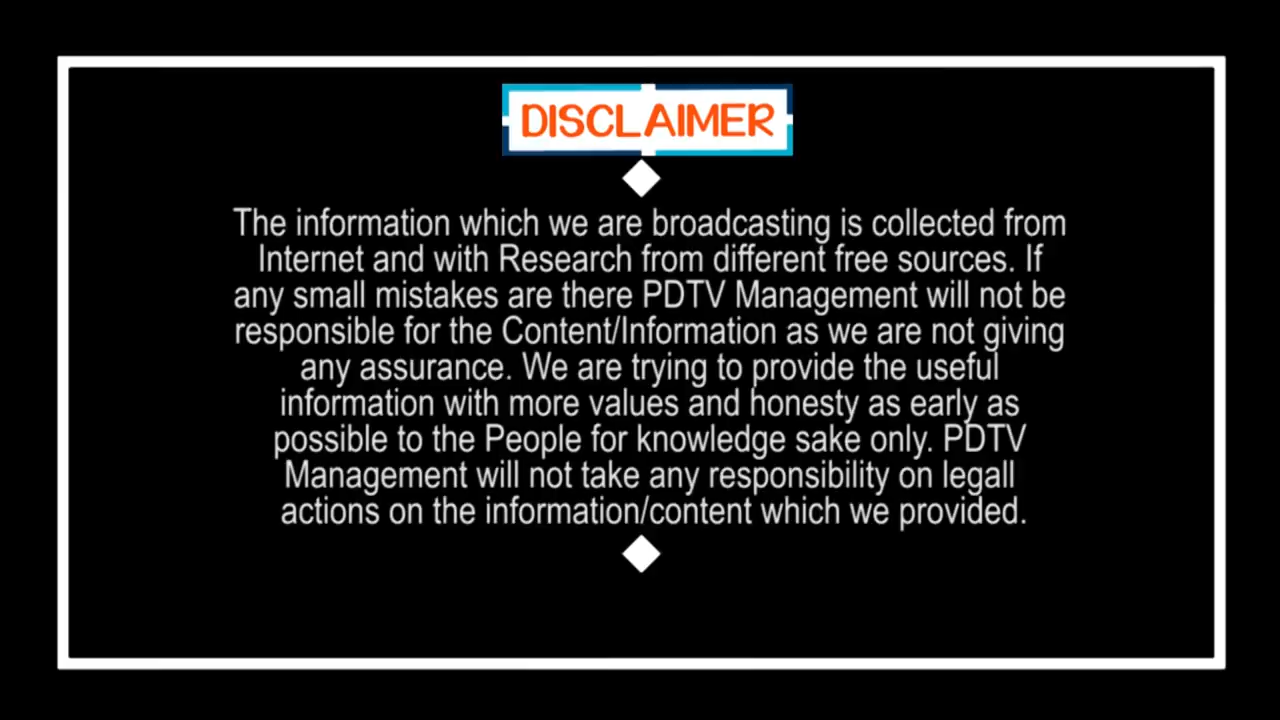 DISCLAIMER
The information which we are broadcasting is collected from
Internet and with Research from different free sources. If
any small mistakes are there PDTV Management will not be
responsible for the Content/Information as we are not giving
any assurance. We are trying to provide the useful
information with more values and honesty as early as
possible to the People for knowledge sake only. PDTV
Management will not take any responsibility on legall
actions on the information/content which we provided.